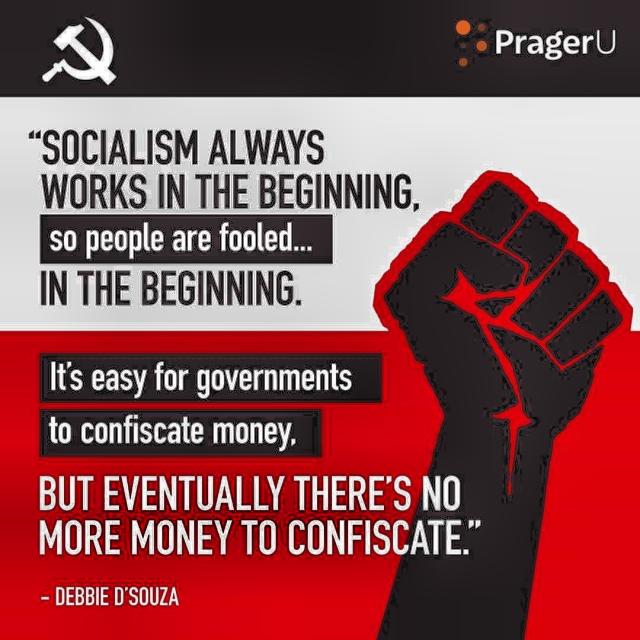 PragerU
“SOCIALISM ALWAYS
WORKS IN THE BEGINNING,
so people are fooled...
IN THE BEGINNING.
It's easy for governments
to confiscate money,
BUT EVENTUALLY THERE'S NO
MORE MONEY TO CONFISCATE.”
- DEBBIE D'SOUZA